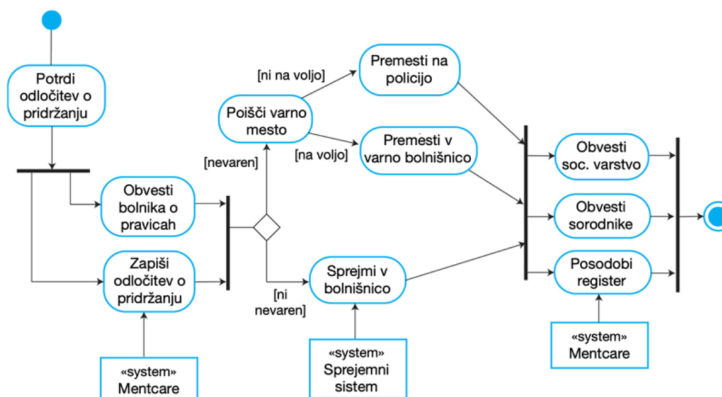 Potrdi
odločitev o
pridržanju
Obvesti
bolnika o
pravicah
Zapiši
odločitev o
pridržanju
«system»
Mentcare
Poišči varno
mesto
[nevaren]
[ni na voljo]
[na voljo]
[ni
nevaren]
Premesti na
policijo
Premesti v
varno bolnišnico
Sprejmi v
bolnišnico
«system»
Sprejemni
sistem
Obvesti
soc. varstvo
Obvesti
sorodnike
Posodobi
register
«system»
Mentcare